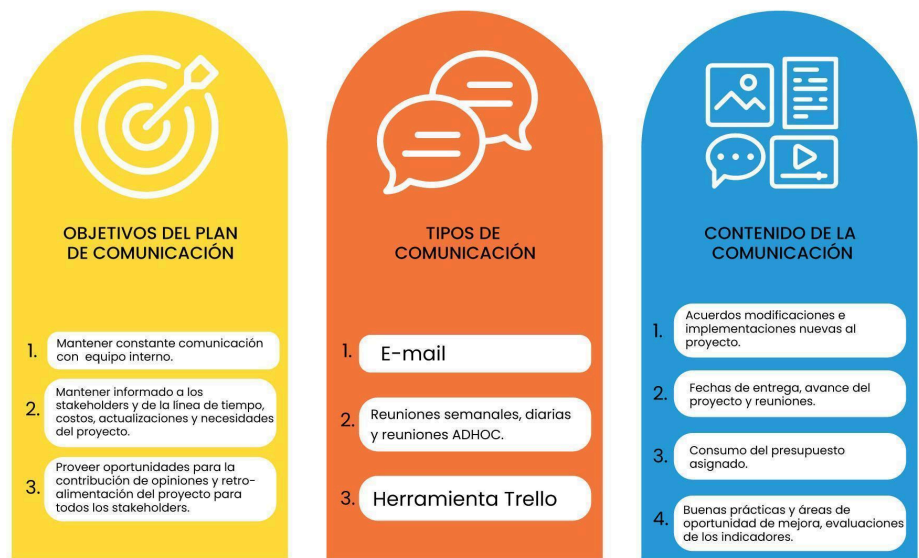 OBJETIVOS DEL PLAN
DE COMUNICACIÓN
1. Mantener constante comunicación
con equipo interno.
2. Mantener informado a los
stakeholders y de la línea de tiempo,
costos, actualizaciones y necesidades
del proyecto.
3. Proveer oportunidades para la
contribución de opiniones y retro-
alimentación del proyecto para
todos los stakeholders.
TIPOS DE
COMUNICACIÓN
1. E-mail
2. Reuniones semanales, diarias
y reuniones ADHOC.
3. Herramienta Trello
CONTENIDO DE LA
COMUNICACIÓN
1. Acuerdos modificaciones e
implementaciones nuevas al
proyecto.
2. Fechas de entrega, avance del
proyecto y reuniones.
3. Consumo del presupuesto
asignado.
4. Buenas prácticas y áreas de
oportunidad de mejora, evaluaciones
de los indicadores.